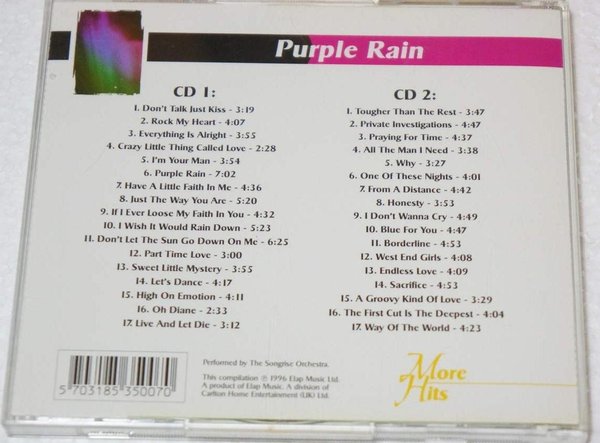 Purple Rain
CD 1:
1. Don't Talk Just Kiss - 3:19
2. Rock My Heart - 4:07
3. Everything Is Alright - 3:55
4. Crazy Little Thing Called Love - 2:28
5. I'm Your Man - 3:54
6. Purple Rain - 7:02
7. Have A Little Faith In Me - 4:36
8. Just The Way You Are - 5:20
9. If I Ever Loose My Faith In You - 4:32
10. I Wish It Would Rain Down - 5:23
11. Don't Let The Sun Go Down On Me - 6:25
12. Part Time Love - 3:00
13. Sweet Little Mystery - 3:55
14. Let's Dance - 4:17
15. High On Emotion - 4:11
16. Oh Diane - 2:33
17. Live And Let Die - 3:12
CD 2:
1. Tougher Than The Rest - 3:47
2. Private Investigations - 4:47
3. Praying For Time - 4:37
4. All The Man I Need - 3:38
5. Why - 3:27
6. One Of These Nights - 4:01
7. From A Distance - 4:42
8. Honesty - 3:53
9. I Don't Wanna Cry - 4:49
10. Blue For You - 4:47
11. Borderline - 4:53
12. West End Girls - 4:08
13. Endless Love - 4:09
14. Sacrifice - 4:53
15. A Groovy Kind Of Love - 3:29
16. The First Cut Is The Deepest - 4:04
17. Way Of The World - 4:23
5 703185 350070
Performed by The Songrise Orchestra.
This compilation ℗ 1996 Elap Music Ltd.
A product of Elap Music. A division of
Carlton Home Entertainment (UK) Ltd.
More
Hits